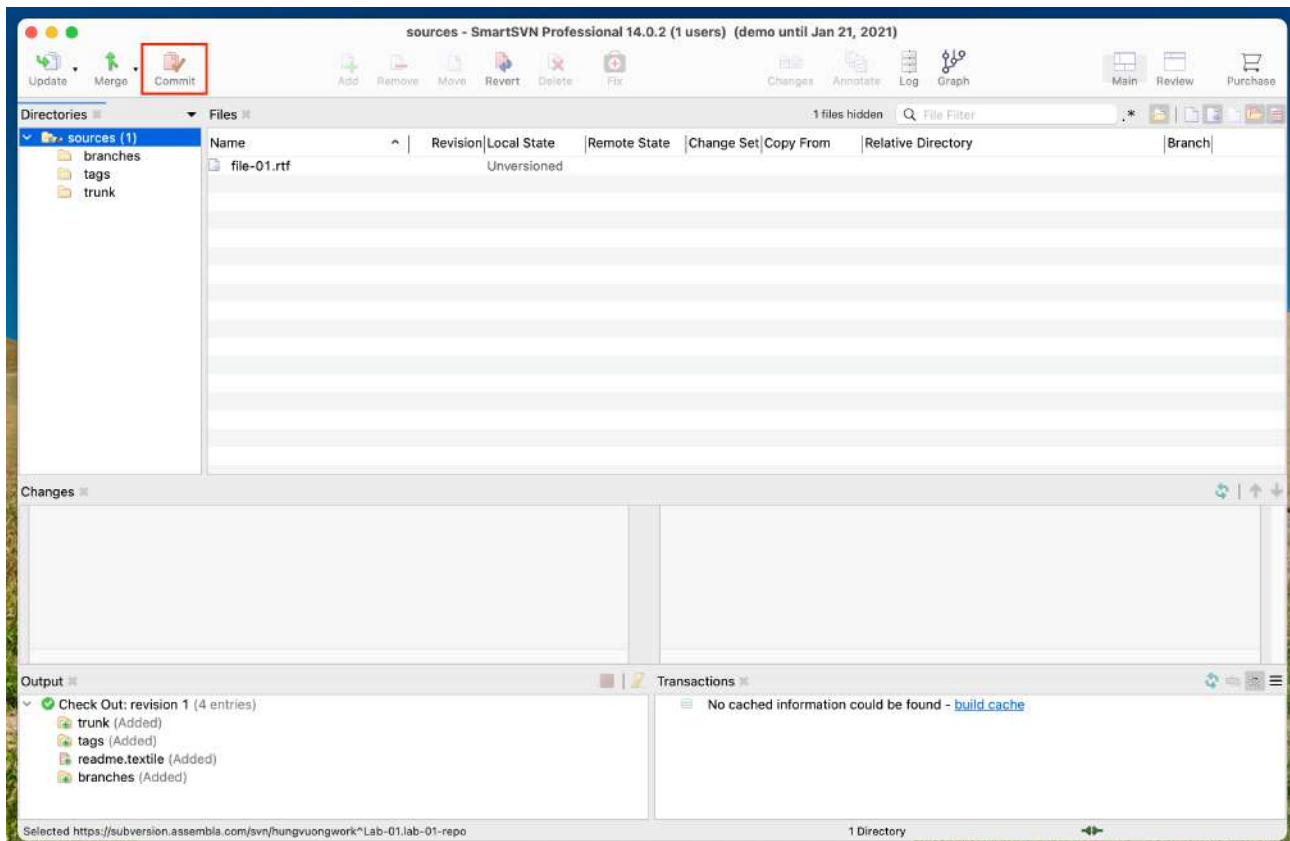 sources - SmartSVN Professional 14.0.2 (1 users) (demo until Jan 21, 2021)
Update Merge Commit Add Remove Move Revert Delete Fix Changes Annotate Log Graph Main Review Purchase
Directories Files 1 files hidden File Filter .*
sources (1)
branches
tags
trunk
Name Revision Local State Remote State Change Set Copy From Relative Directory Branch
file-01.rtf Unversioned
Changes
Output
Check Out: revision 1 (4 entries)
trunk (Added)
tags (Added)
readme.textile (Added)
branches (Added)
Transactions
No cached information could be found - build cache
Selected https://subversion.assembla.com/svn/hungvuongwork^Lab-01.lab-01-repo 1 Directory